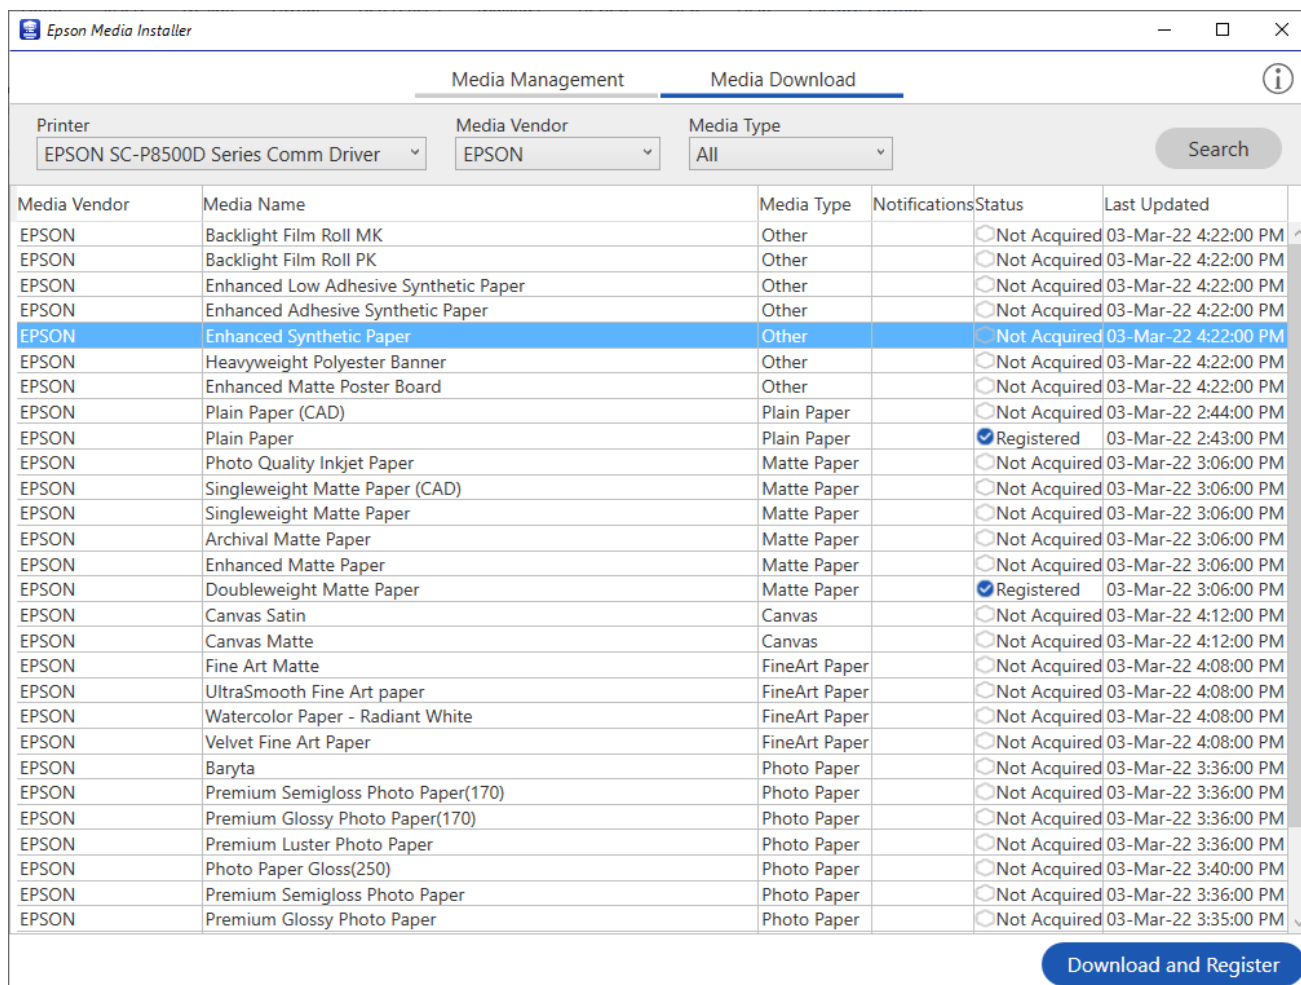 Epson Media Installer
Media Management Media Download
Printer Media Vendor Media Type
EPSON SC-P8500D Series Comm Driver EPSON All Search
Media Vendor Media Name Media Type Notifications Status Last Updated
EPSON Backlight Film Roll MK Other Not Acquired 03-Mar-22 4:22:00 PM
EPSON Backlight Film Roll PK Other Not Acquired 03-Mar-22 4:22:00 PM
EPSON Enhanced Low Adhesive Synthetic Paper Other Not Acquired 03-Mar-22 4:22:00 PM
EPSON Enhanced Adhesive Synthetic Paper Other Not Acquired 03-Mar-22 4:22:00 PM
EPSON Enhanced Synthetic Paper Other Not Acquired 03-Mar-22 4:22:00 PM
EPSON Heavyweight Polyester Banner Other Not Acquired 03-Mar-22 4:22:00 PM
EPSON Enhanced Matte Poster Board Other Not Acquired 03-Mar-22 4:22:00 PM
EPSON Plain Paper (CAD) Plain Paper Not Acquired 03-Mar-22 2:44:00 PM
EPSON Plain Paper Plain Paper Registered 03-Mar-22 2:43:00 PM
EPSON Photo Quality Inkjet Paper Matte Paper Not Acquired 03-Mar-22 3:06:00 PM
EPSON Singleweight Matte Paper (CAD) Matte Paper Not Acquired 03-Mar-22 3:06:00 PM
EPSON Singleweight Matte Paper Matte Paper Not Acquired 03-Mar-22 3:06:00 PM
EPSON Archival Matte Paper Matte Paper Not Acquired 03-Mar-22 3:06:00 PM
EPSON Enhanced Matte Paper Matte Paper Not Acquired 03-Mar-22 3:06:00 PM
EPSON Doubleweight Matte Paper Matte Paper Registered 03-Mar-22 3:06:00 PM
EPSON Canvas Satin Canvas Not Acquired 03-Mar-22 4:12:00 PM
EPSON Canvas Matte Canvas Not Acquired 03-Mar-22 4:12:00 PM
EPSON Fine Art Matte FineArt Paper Not Acquired 03-Mar-22 4:08:00 PM
EPSON UltraSmooth Fine Art paper FineArt Paper Not Acquired 03-Mar-22 4:08:00 PM
EPSON Watercolor Paper - Radiant White FineArt Paper Not Acquired 03-Mar-22 4:08:00 PM
EPSON Velvet Fine Art Paper FineArt Paper Not Acquired 03-Mar-22 4:08:00 PM
EPSON Baryta Photo Paper Not Acquired 03-Mar-22 3:36:00 PM
EPSON Premium Semigloss Photo Paper(170) Photo Paper Not Acquired 03-Mar-22 3:36:00 PM
EPSON Premium Glossy Photo Paper(170) Photo Paper Not Acquired 03-Mar-22 3:36:00 PM
EPSON Premium Luster Photo Paper Photo Paper Not Acquired 03-Mar-22 3:36:00 PM
EPSON Photo Paper Gloss(250) Photo Paper Not Acquired 03-Mar-22 3:40:00 PM
EPSON Premium Semigloss Photo Paper Photo Paper Not Acquired 03-Mar-22 3:36:00 PM
EPSON Premium Glossy Photo Paper Photo Paper Not Acquired 03-Mar-22 3:35:00 PM
Download and Register